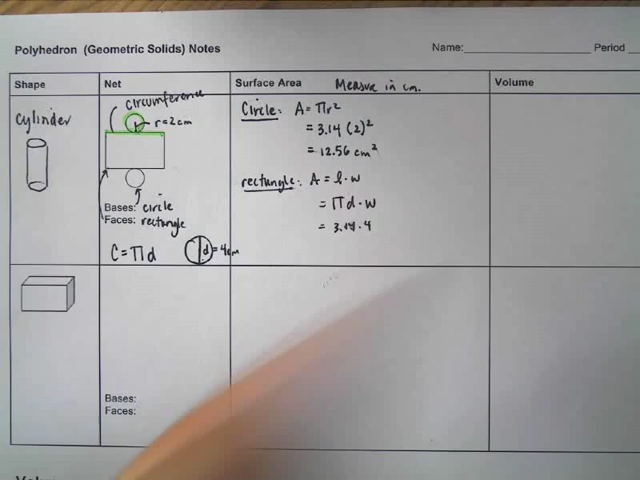 Polyhedron (Geometric Solids) Notes
Name: Period
Shape Net Surface Area Measure in cm. Volume
Cylinder
circumference
r=2cm
Bases: circle
Faces: rectangle
C=πd
d =4cm
Circle: A= πr²
= 3.14 (2)²
= 12.56 cm²
rectangle: A= l·w
= πd·w
= 3.14·4
Bases:
Faces: